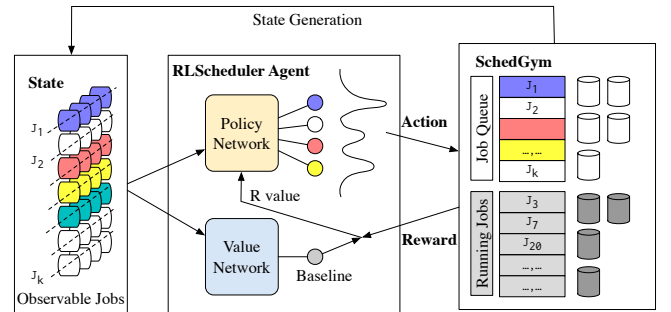 State Generation
State
J1
J2
Jk
Observable Jobs
RLScheduler Agent
Policy
Network
R value
Value
Network
Baseline
Action
Reward
SchedGym
Job Queue
J1
J2
...,...
Jk
Running Jobs
J3
J7
J20
...,...
...,...